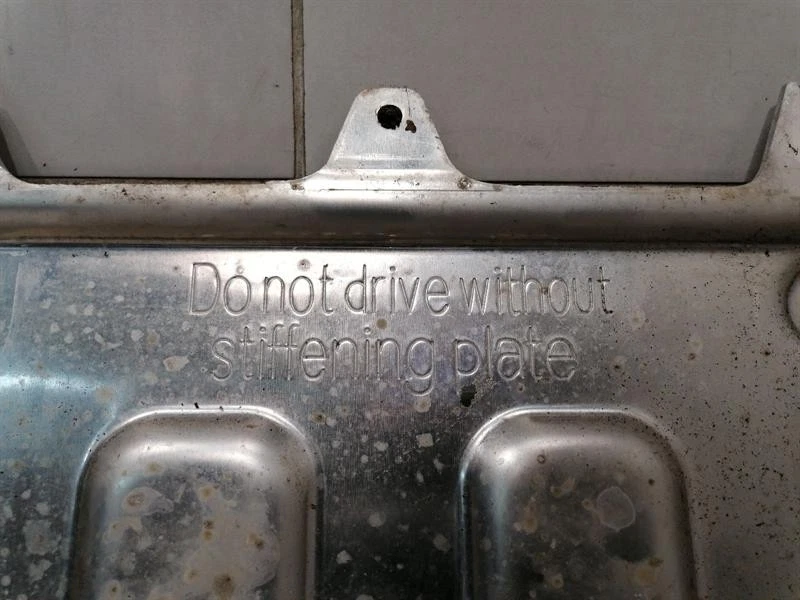 Do not drive without
stiffening plate